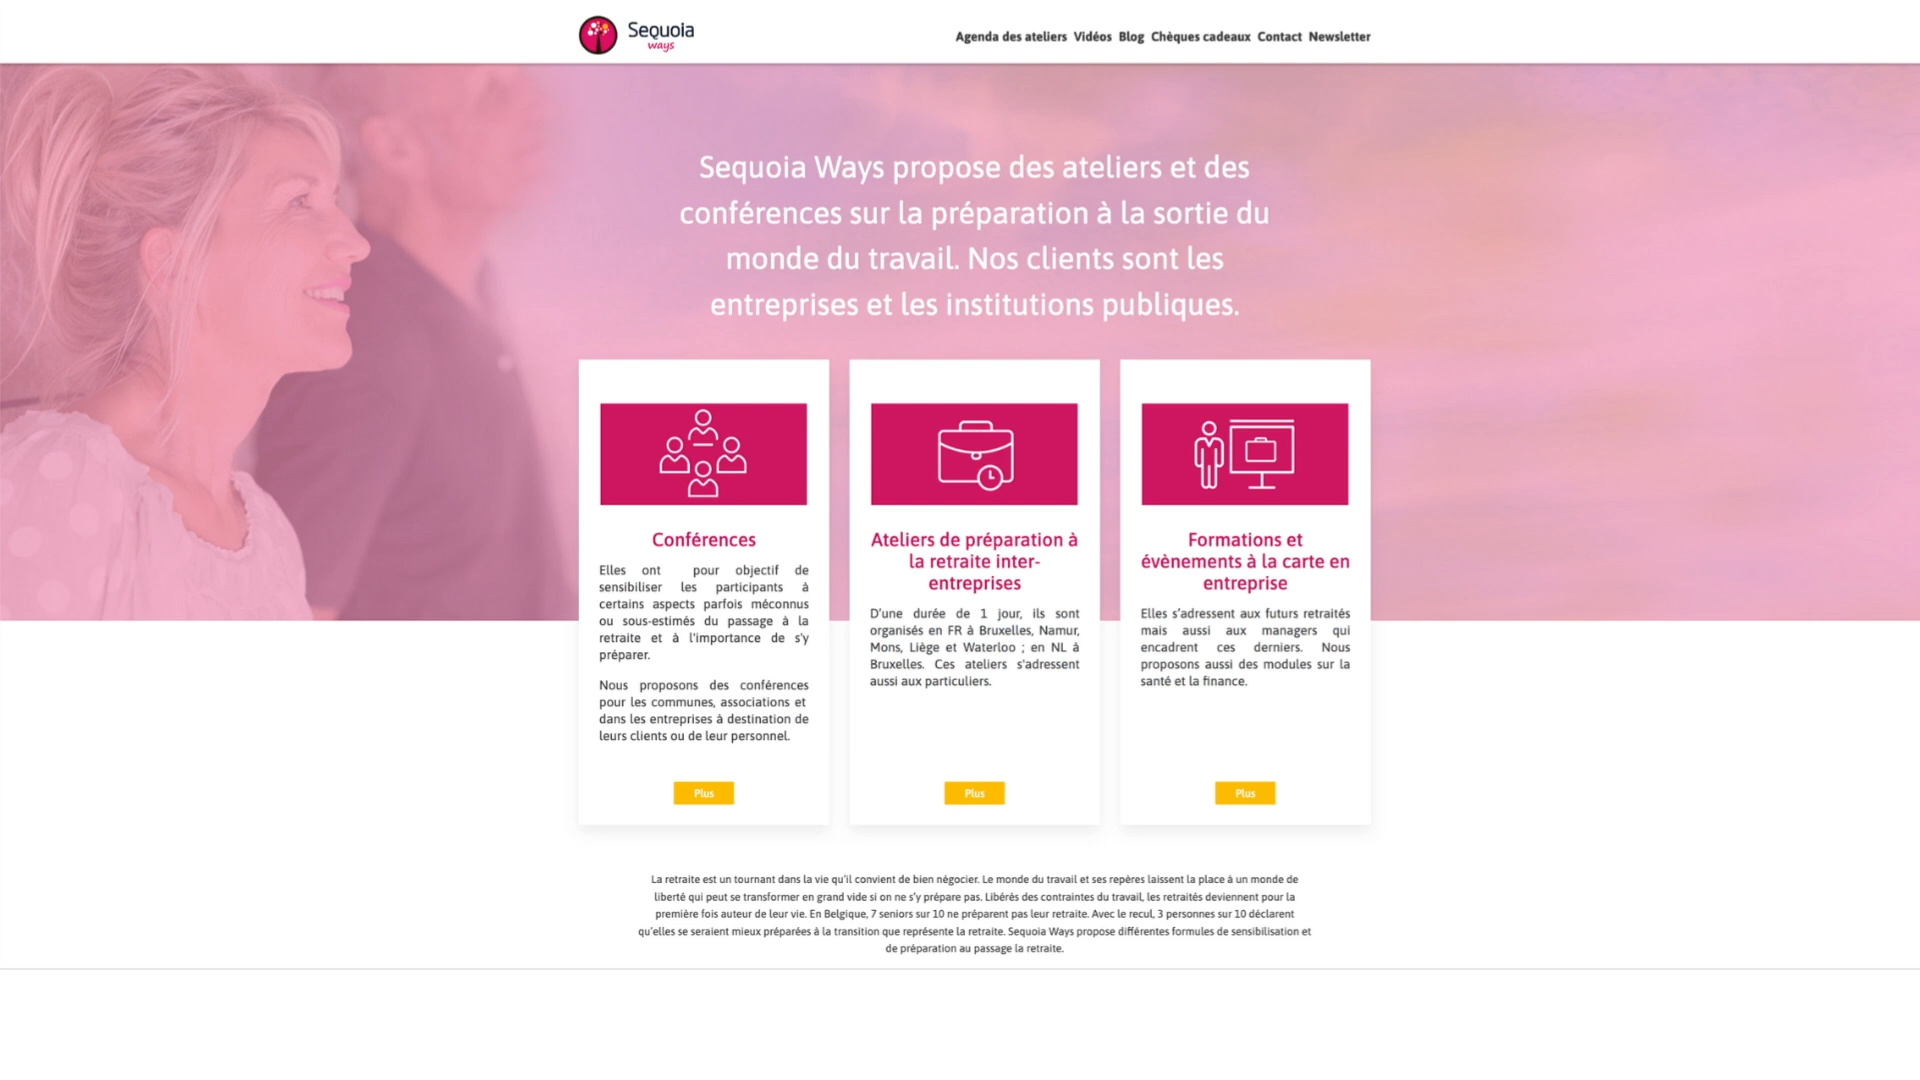 Sequoia
ways
Agenda des ateliers Vidéos Blog Chèques cadeaux Contact Newsletter
Sequoia Ways propose des ateliers et des
conférences sur la préparation à la sortie du
monde du travail. Nos clients sont les
entreprises et les institutions publiques.
Conférences
Elles ont pour objectif de
sensibiliser les participants à
certains aspects parfois méconnus
ou sous-estimés du passage à la
retraite et à l'importance de s'y
préparer.
Nous proposons des conférences
pour les communes, associations et
dans les entreprises à destination de
leurs clients ou de leur personnel.
Plus
Ateliers de préparation à
la retraite inter-
entreprises
D’une durée de 1 jour, ils sont
organisés en FR à Bruxelles, Namur,
Mons, Liège et Waterloo ; en NL à
Bruxelles. Ces ateliers s'adressent
aussi aux particuliers.
Plus
Formations et
évènements à la carte en
entreprise
Elles s’adressent aux futurs retraités
mais aussi aux managers qui
encadrent ces derniers. Nous
proposons aussi des modules sur la
santé et la finance.
Plus
La retraite est un tournant dans la vie qu’il convient de bien négocier. Le monde du travail et ses repères laissent la place à un monde de
liberté qui peut se transformer en grand vide si on ne s’y prépare pas. Libérés des contraintes du travail, les retraités deviennent pour la
première fois auteur de leur vie. En Belgique, 7 seniors sur 10 ne préparent pas leur retraite. Avec le recul, 3 personnes sur 10 déclarent
qu’elles se seraient mieux préparées à la transition que représente la retraite. Sequoia Ways propose différentes formules de sensibilisation et
de préparation au passage la retraite.